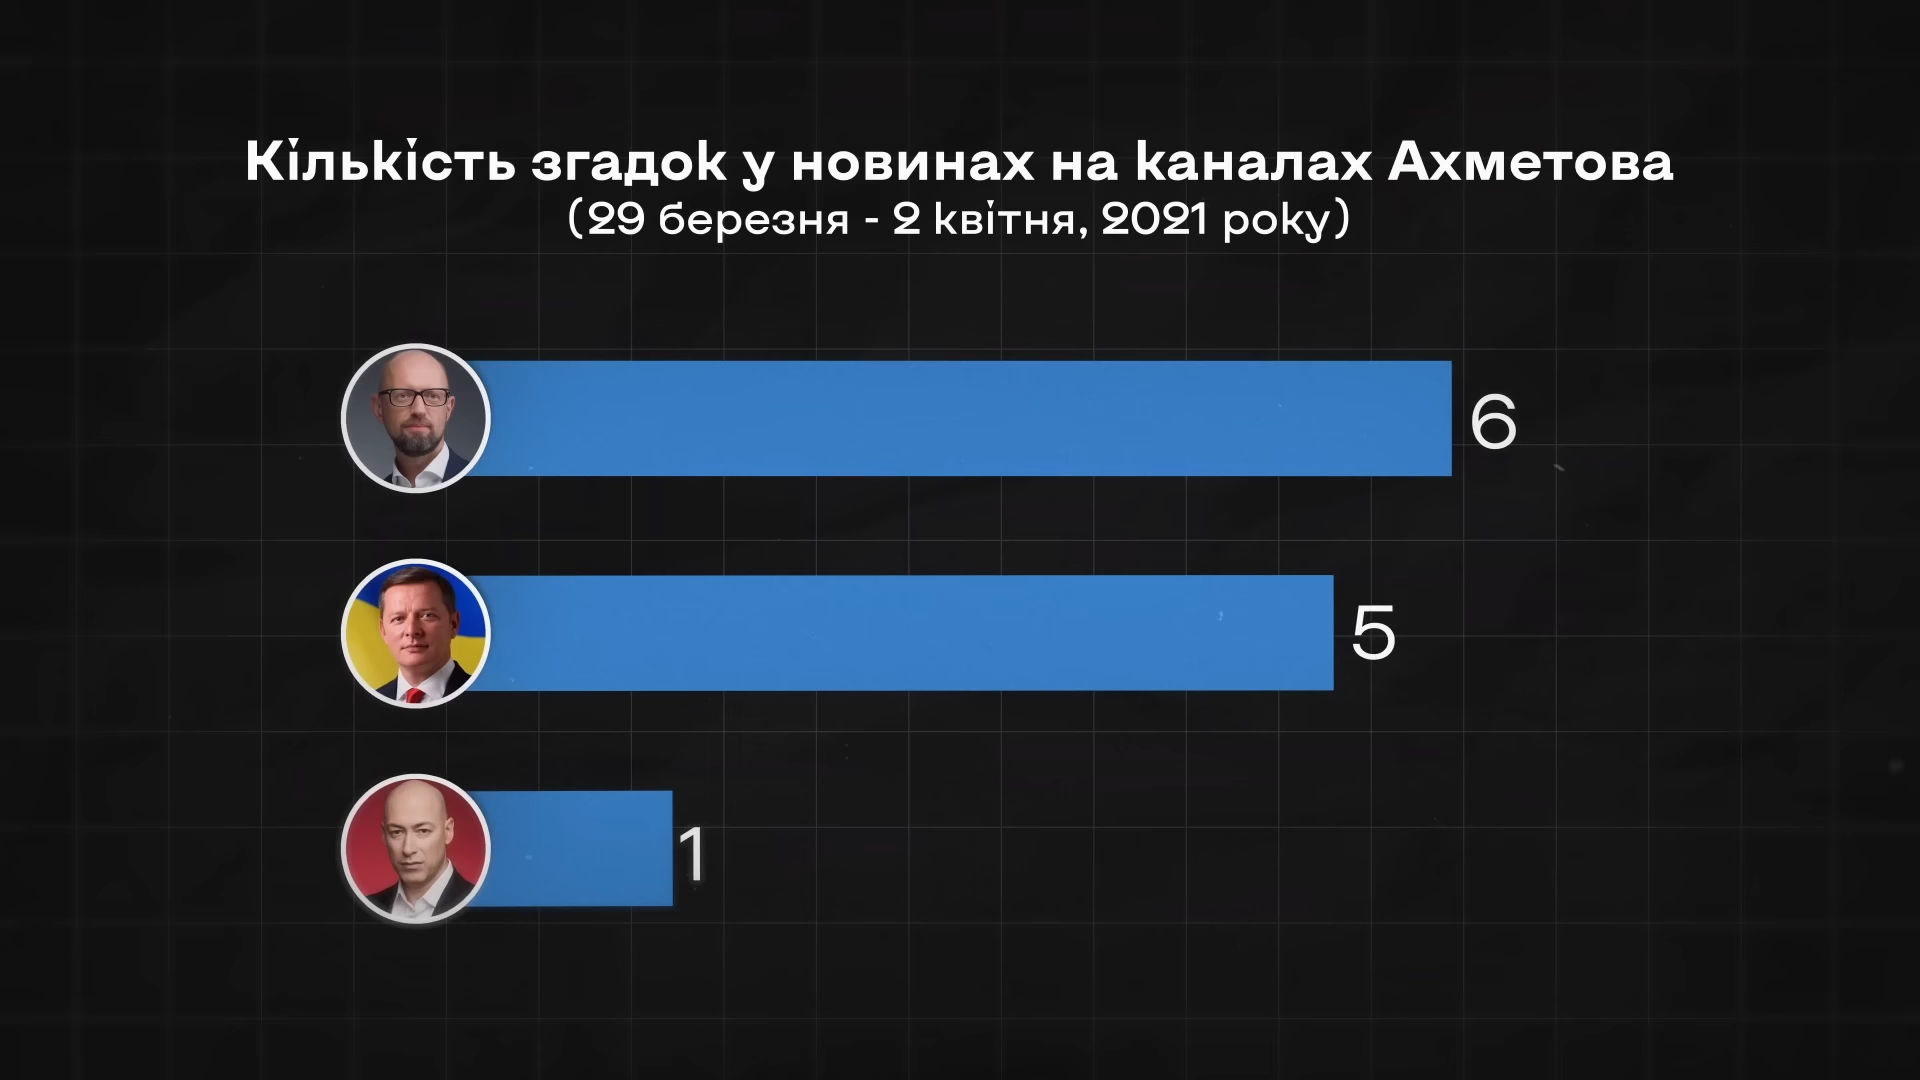 Кількість згадок у новинах на каналах Ахметова
(29 березня - 2 квітня, 2021 року)
6
5
1